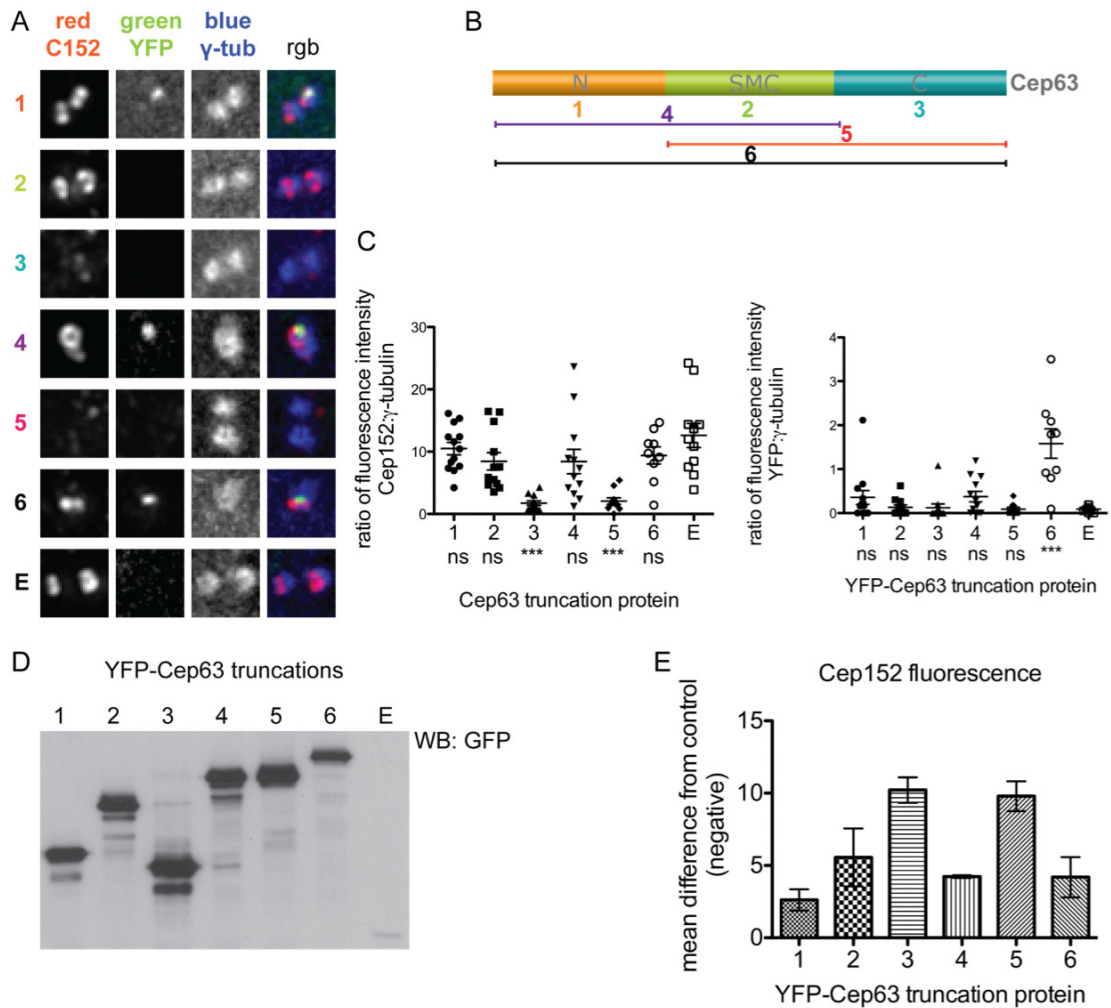 A
red green blue
C152 YFP γ-tub rgb
1
2
3
4
5
6
E
B
N SMC C Cep63
1 2 3
4
5
6
C
ratio of fluorescence intensity
Cep152:γ-tubulin
30
20
10
0
1 2 3 4 5 6 E
ns ns *** ns *** ns
Cep63 truncation protein
ratio of fluorescence intensity
YFP:γ-tubulin
4
3
2
1
0
1 2 3 4 5 6 E
ns ns ns ns ns ***
YFP-Cep63 truncation protein
D
YFP-Cep63 truncations
1 2 3 4 5 6 E
WB: GFP
E
Cep152 fluorescence
mean difference from control
(negative)
15
10
5
0
1 2 3 4 5 6
YFP-Cep63 truncation protein